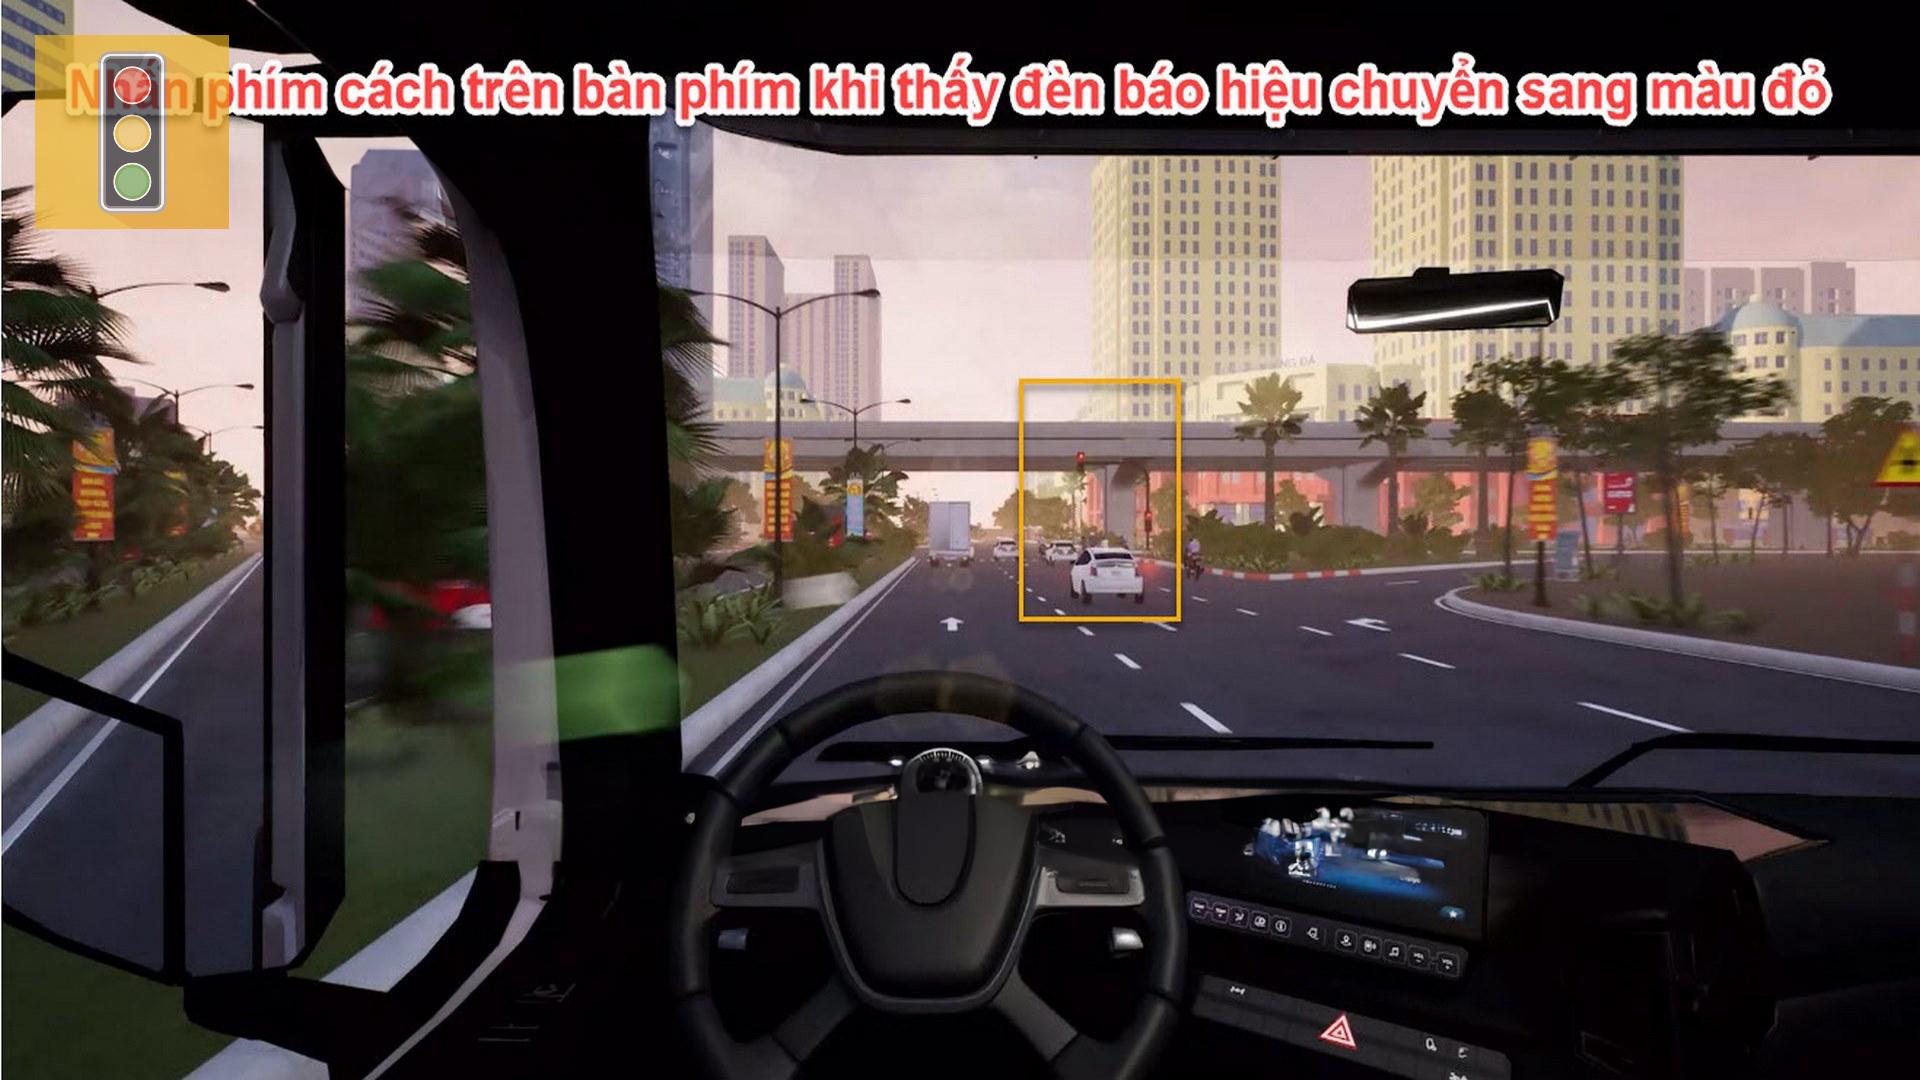 Nhấn phím cách trên bàn phím khi thấy đèn báo hiệu chuyển sang màu đỏ